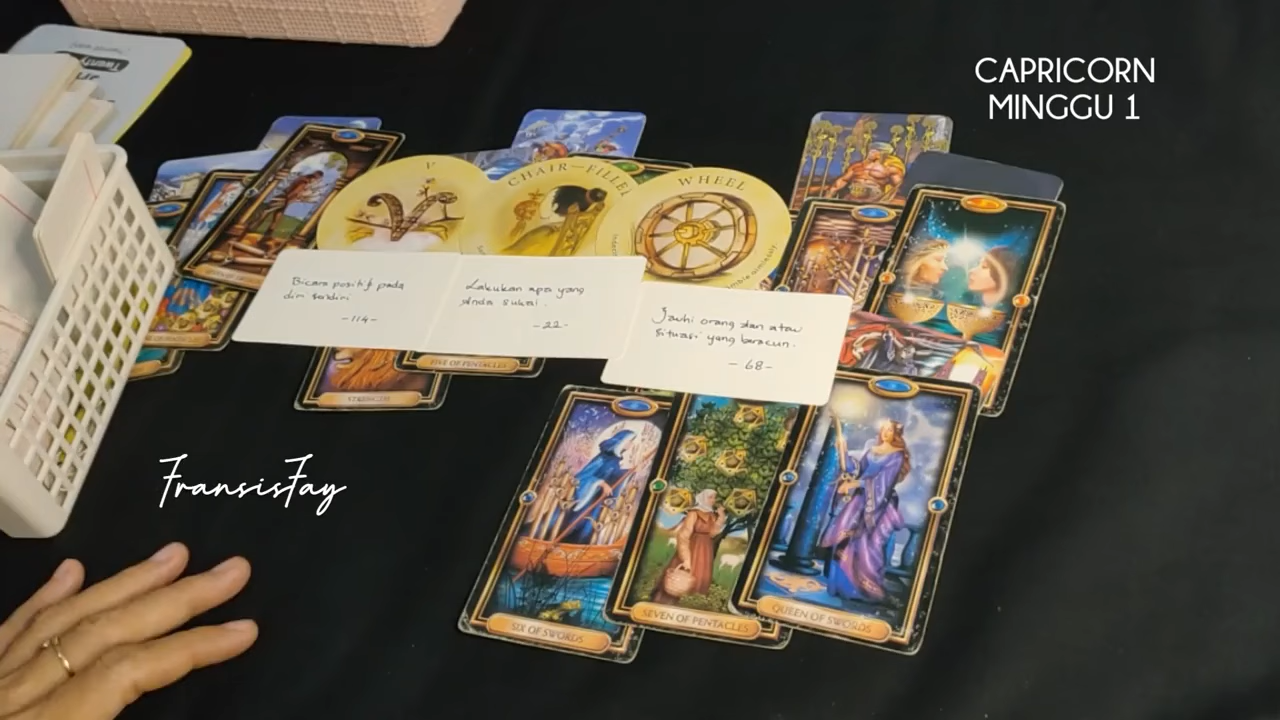 CAPRICORN
MINGGU 1
Twenty
V
CHAIR-FILLER
WHEEL
Bicara positif pada
diri sendiri
-114-
Lakukan apa yang
Anda sukai.
-22-
Jauhi orang dan atau
situasi yang beracun.
-68-
FIVE OF PENTACLES
STRENGTH
FransisFay
SIX OF SWORDS
SEVEN OF PENTACLES
QUEEN OF SWORDS